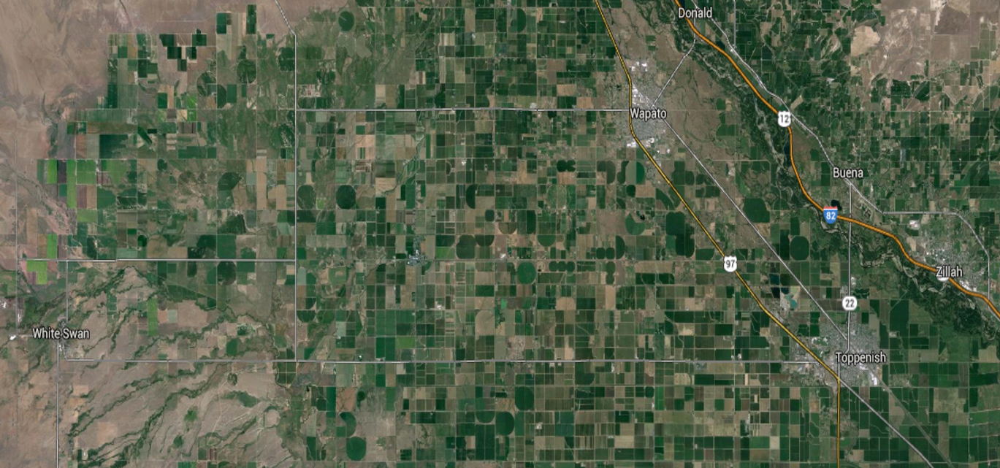 Donald
Wapato
12
Buena
82
97
Zillah
22
White Swan
Toppenish